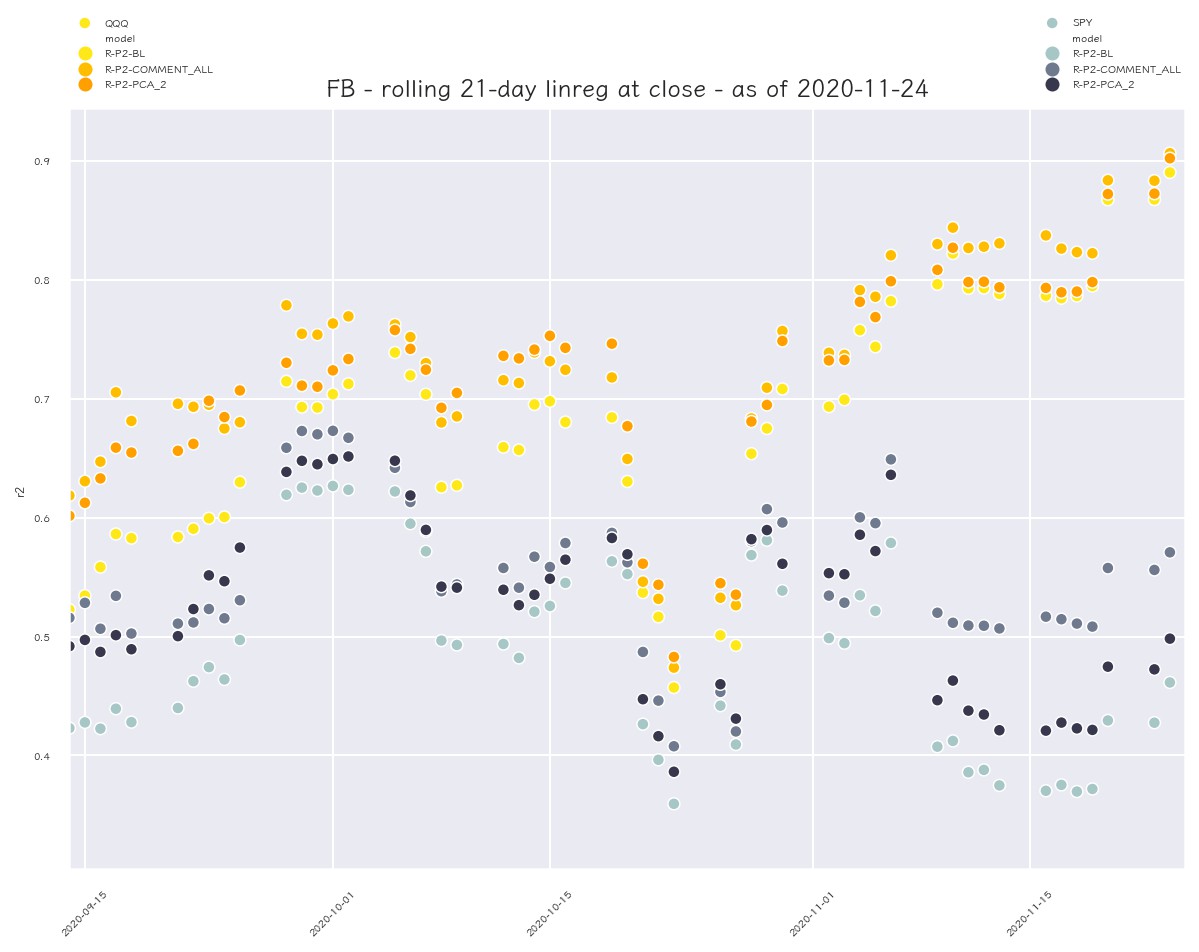 QQQ
model
R-P2-BL
R-P2-COMMENT_ALL
R-P2-PCA_2
SPY
model
R-P2-BL
R-P2-COMMENT_ALL
R-P2-PCA_2
FB - rolling 21-day linreg at close - as of 2020-11-24
0.9
0.8
0.7
0.6
0.5
0.4
r2
2020-09-15
2020-10-01
2020-10-15
2020-11-01
2020-11-15